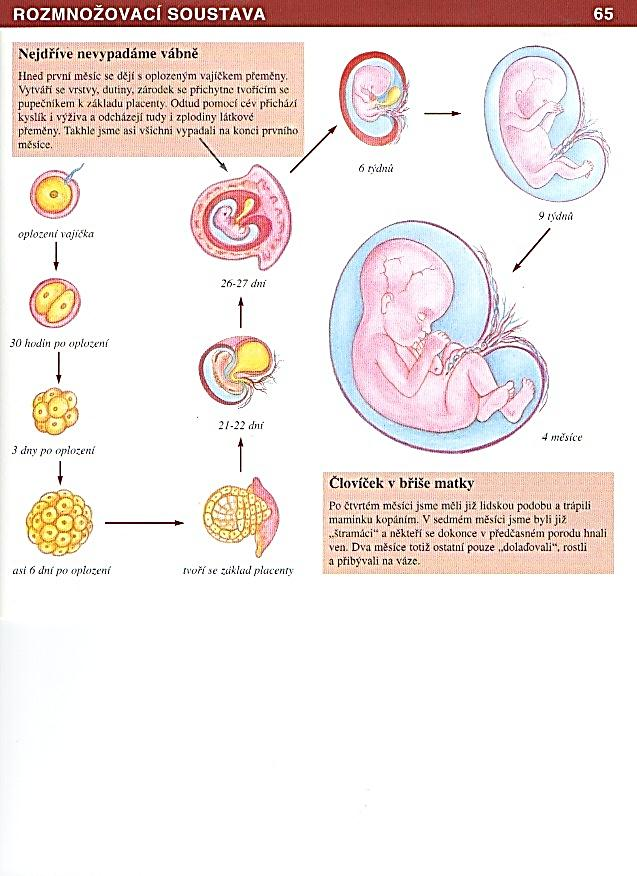 ROZMNOŽOVACÍ SOUSTAVA 65
Nejdříve nevypadáme vábně
Hned první měsíc se dějí s oplozeným vajíčkem přeměny.
Vytváří se vrstvy, dutiny, zárodek se přichytne tvořícím se
pupečníkem k základu placenty. Odtud pomocí cév přichází
kyslík i výživa a odcházejí tudy i zplodiny látkové
přeměny. Takhle jsme asi všichni vypadali na konci prvního
měsíce.
oplození vajíčka
30 hodin po oplození
3 dny po oplození
asi 6 dní po oplození
tvoří se základ placenty
21-22 dní
26-27 dní
6 týdnů
9 týdnů
4 měsíce
Človíček v břiše matky
Po čtvrtém měsíci jsme měli již lidskou podobu a trápili
maminku kopáním. V sedmém měsíci jsme byli již
„štramáci“ a někteří se dokonce v předčasném porodu hnali
ven. Dva měsíce totiž ostatní pouze „dolaďovali“, rostli
a přibývali na váze.